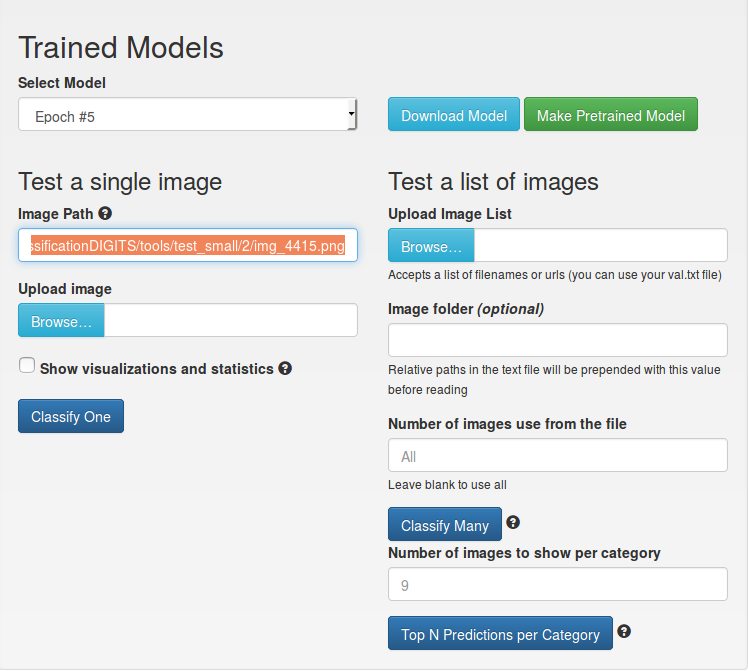 Trained Models
Select Model
Epoch #5
Download Model
Make Pretrained Model
Test a single image
Image Path
ssificationDIGITS/tools/test_small/2/img_4415.png
Upload image
Browse...
Show visualizations and statistics
Classify One
Test a list of images
Upload Image List
Browse...
Accepts a list of filenames or urls (you can use your val.txt file)
Image folder (optional)
Relative paths in the text file will be prepended with this value
before reading
Number of images use from the file
All
Leave blank to use all
Classify Many
Number of images to show per category
9
Top N Predictions per Category